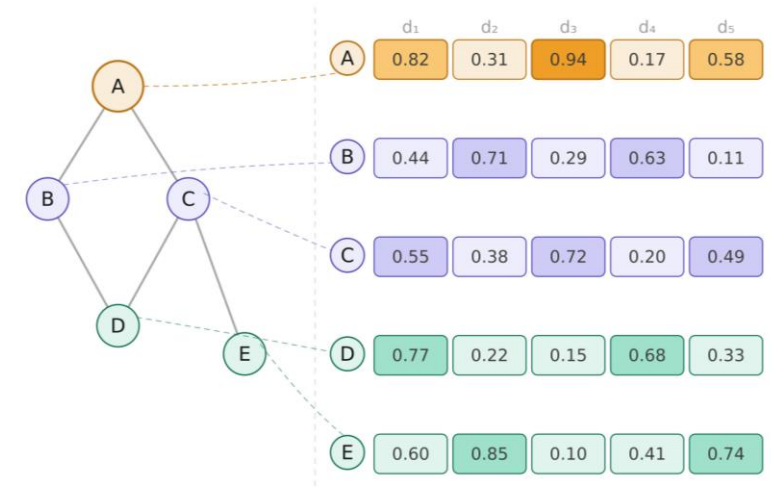 d₁ d₂ d₃ d₄ d₅
A
A 0.82 0.31 0.94 0.17 0.58
B 0.44 0.71 0.29 0.63 0.11
B
C
C 0.55 0.38 0.72 0.20 0.49
D
E
D 0.77 0.22 0.15 0.68 0.33
E 0.60 0.85 0.10 0.41 0.74